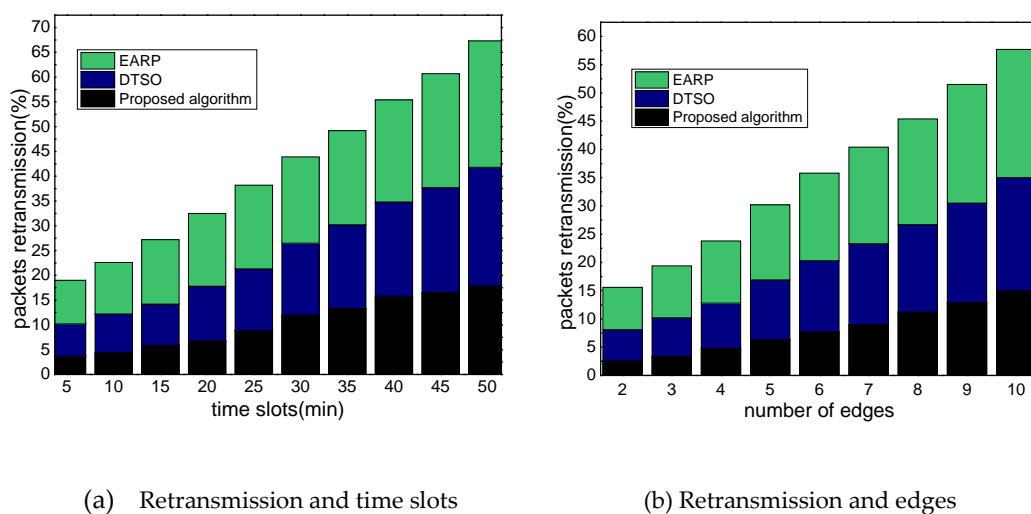 70
65
60
55
50
45
40
35
30
25
20
15
10
5
0
packets retransmission(%)
EARP
DTSO
Proposed algorithm
5 10 15 20 25 30 35 40 45 50
time slots(min)
60
55
50
45
40
35
30
25
20
15
10
5
0
packets retransmission(%)
EARP
DTSO
Proposed algorithm
2 3 4 5 6 7 8 9 10
number of edges
(a) Retransmission and time slots
(b) Retransmission and edges